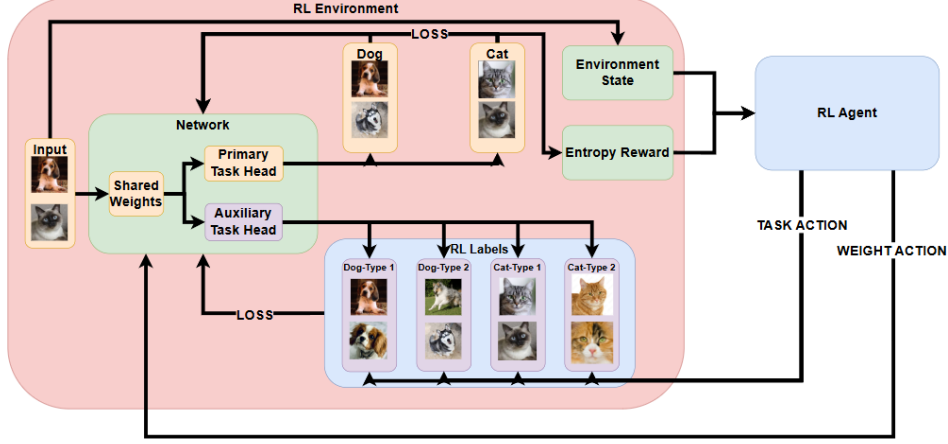 RL Environment
LOSS
Dog
Cat
Environment
State
RL Agent
Network
Entropy Reward
Input
Primary
Task Head
Shared
Weights
Auxiliary
Task Head
TASK ACTION
WEIGHT ACTION
RL Labels
Dog-Type 1
Dog-Type 2
Cat-Type 1
Cat-Type 2
LOSS